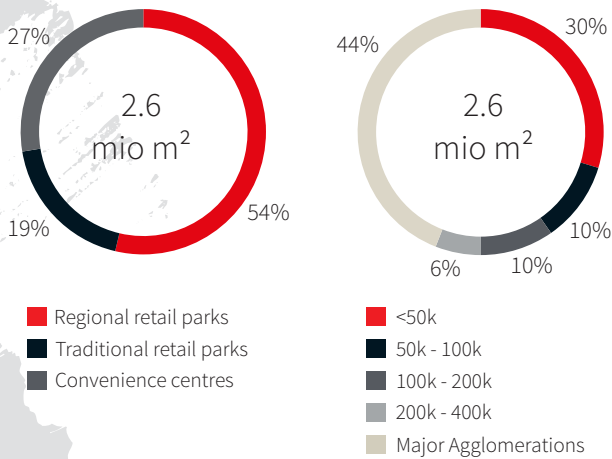 27%
2.6
mio m²
54%
19%
Regional retail parks
Traditional retail parks
Convenience centres
44%
30%
2.6
mio m²
10%
10%
6%
<50k
50k - 100k
100k - 200k
200k - 400k
Major Agglomerations